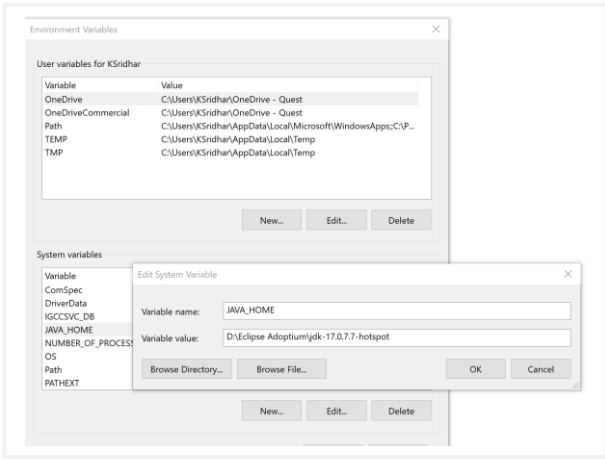 Environment Variables
User variables for KSridhar
Variable Value
OneDrive C:\Users\KSridhar\OneDrive - Quest
OneDriveCommercial C:\Users\KSridhar\OneDrive - Quest
Path C:\Users\KSridhar\AppData\Local\Microsoft\WindowsApps;;C:\P...
TEMP C:\Users\KSridhar\AppData\Local\Temp
TMP C:\Users\KSridhar\AppData\Local\Temp
New... Edit... Delete
System variables
Variable
ComSpec
DriverData
IGCCSVC_DB
JAVA_HOME
NUMBER_OF_PROCESS
OS
Path
PATHEXT
Edit System Variable
Variable name: JAVA_HOME
Variable value: D:\Eclipse Adoptium\jdk-17.0.7.7-hotspot
Browse Directory... Browse File... OK Cancel
New... Edit... Delete